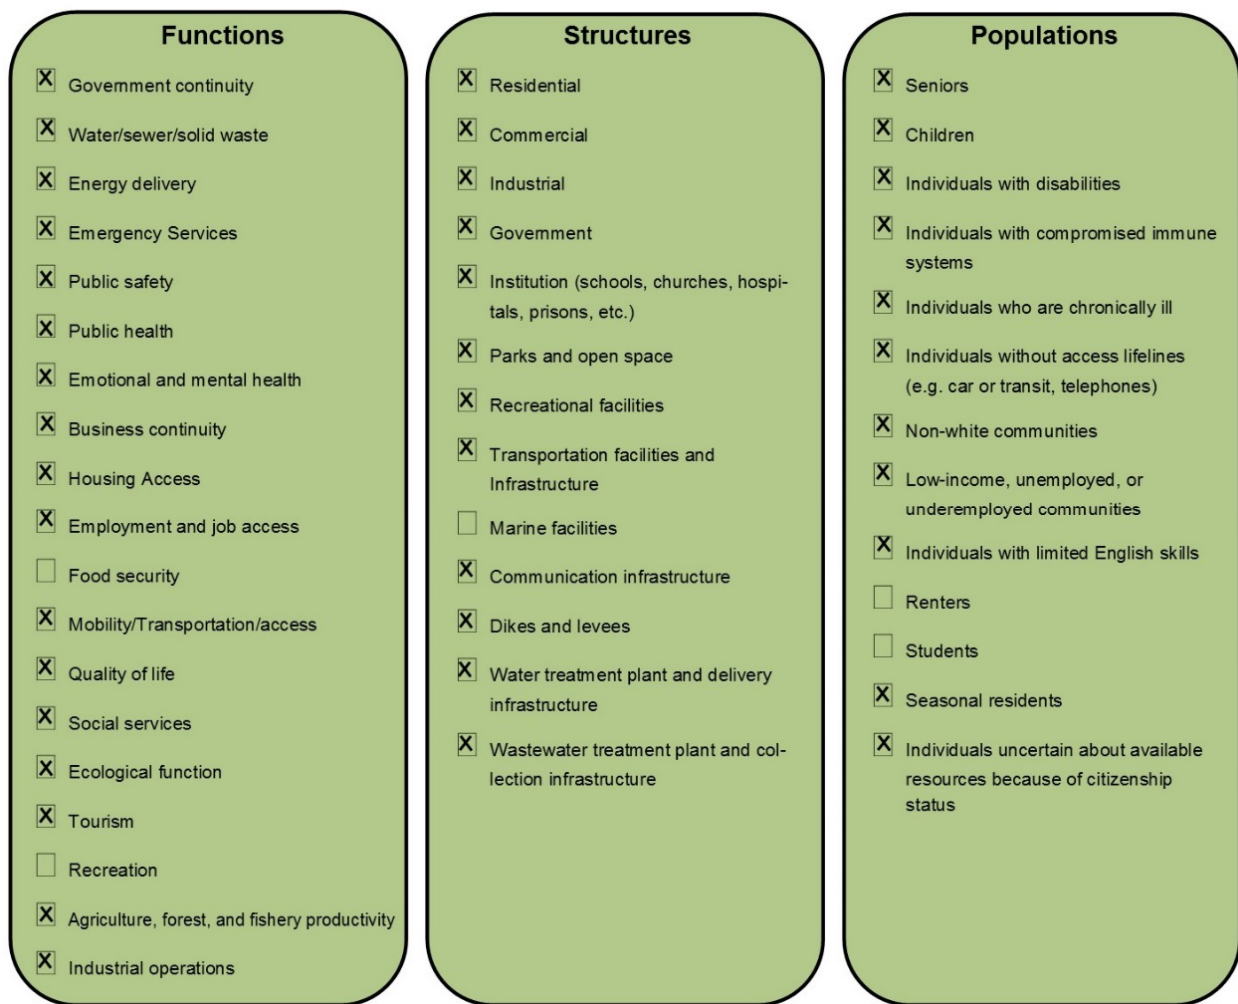 Functions
X Government continuity
X Water/sewer/solid waste
X Energy delivery
X Emergency Services
X Public safety
X Public health
X Emotional and mental health
X Business continuity
X Housing Access
X Employment and job access
Food security
X Mobility/Transportation/access
X Quality of life
X Social services
X Ecological function
X Tourism
Recreation
X Agriculture, forest, and fishery productivity
X Industrial operations
Structures
X Residential
X Commercial
X Industrial
X Government
X Institution (schools, churches, hospi-
tals, prisons, etc.)
X Parks and open space
X Recreational facilities
X Transportation facilities and
Infrastructure
Marine facilities
X Communication infrastructure
X Dikes and levees
X Water treatment plant and delivery
infrastructure
X Wastewater treatment plant and col-
lection infrastructure
Populations
X Seniors
X Children
X Individuals with disabilities
X Individuals with compromised immune
systems
X Individuals who are chronically ill
X Individuals without access lifelines
(e.g. car or transit, telephones)
X Non-white communities
X Low-income, unemployed, or
underemployed communities
X Individuals with limited English skills
Renters
Students
X Seasonal residents
X Individuals uncertain about available
resources because of citizenship
status